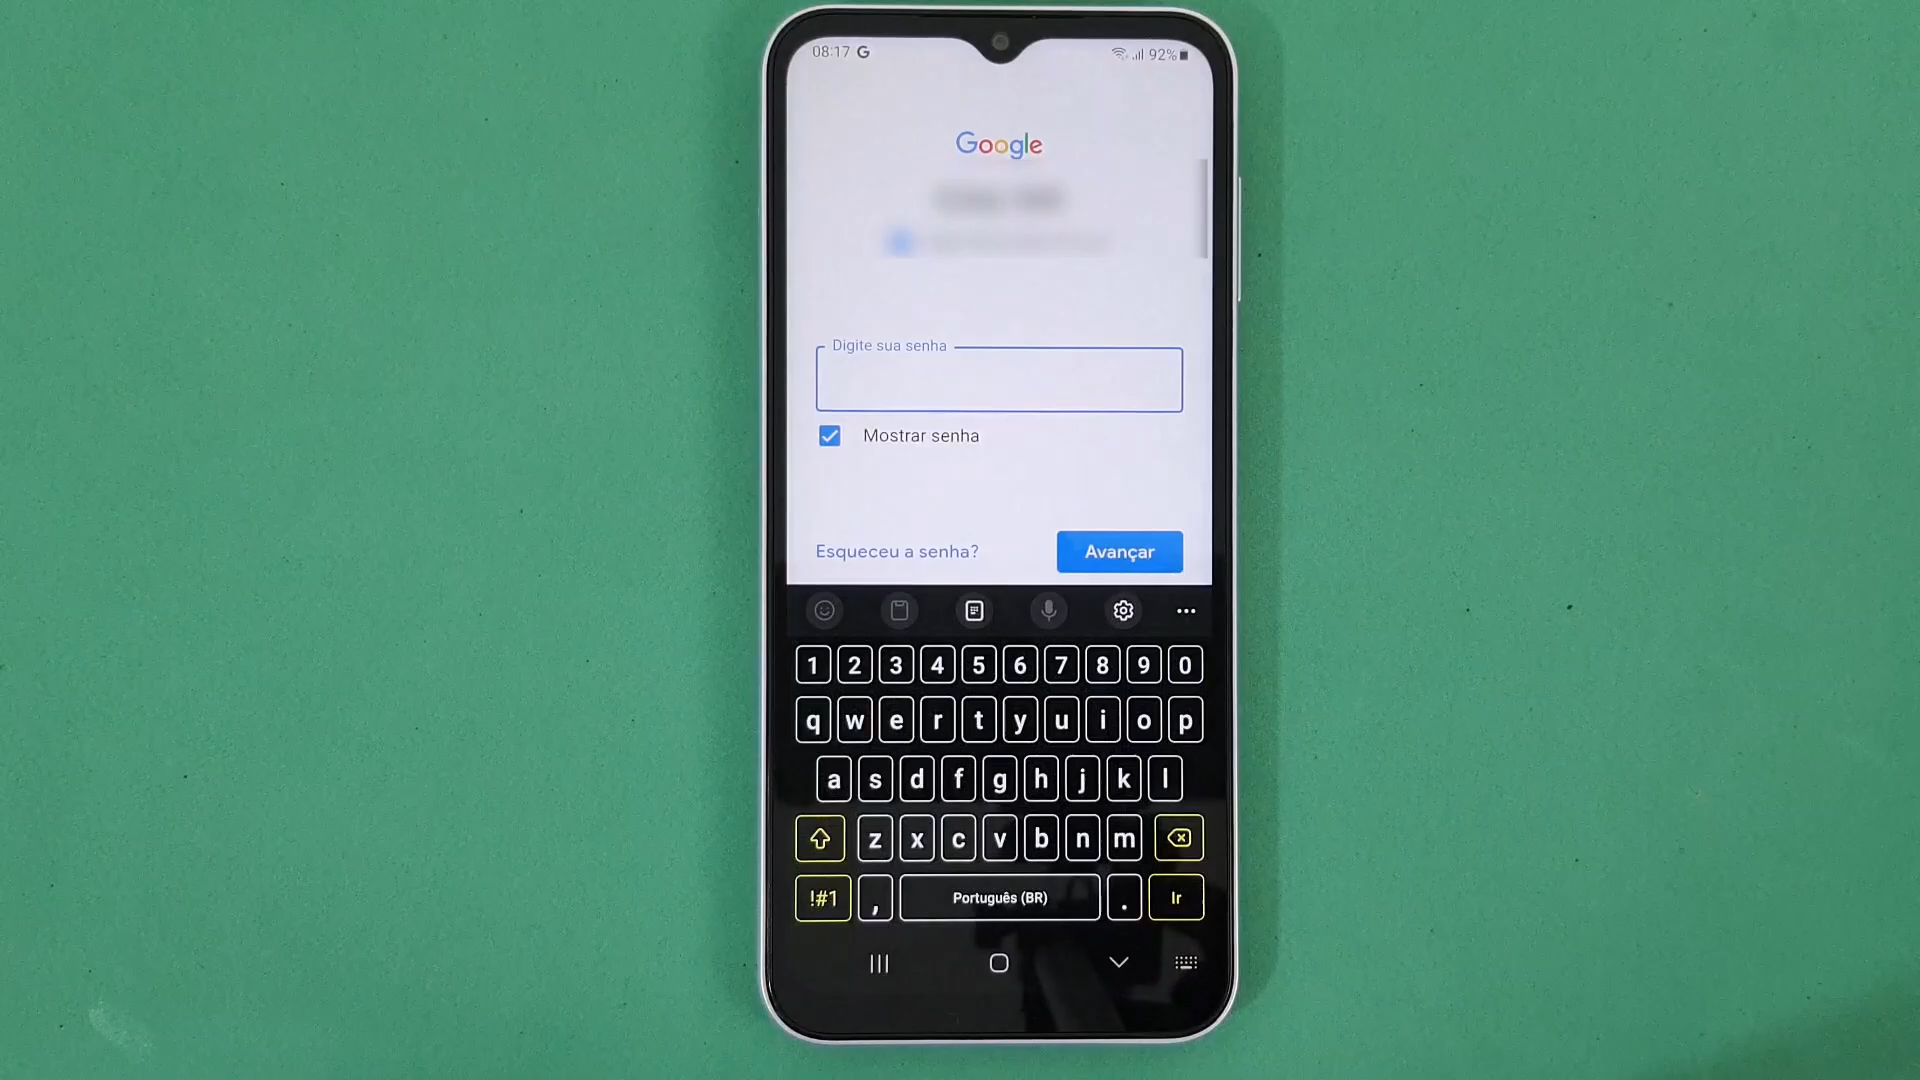 08:17 G 92%
Google
Digite sua senha
Mostrar senha
Esqueceu a senha? Avançar
1 2 3 4 5 6 7 8 9 0
q w e r t y u i o p
a s d f g h j k l
z x c v b n m
!#1 , Português (BR) . Ir